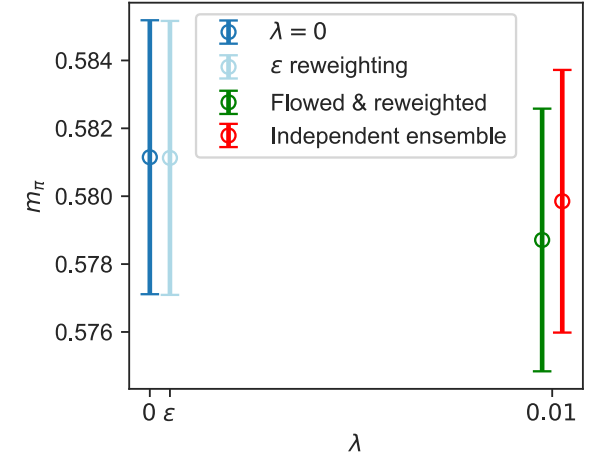 λ = 0
ε reweighting
Flowed & reweighted
Independent ensemble
0.584
0.582
0.580
0.578
0.576
mπ
0 ε 0.01
λ